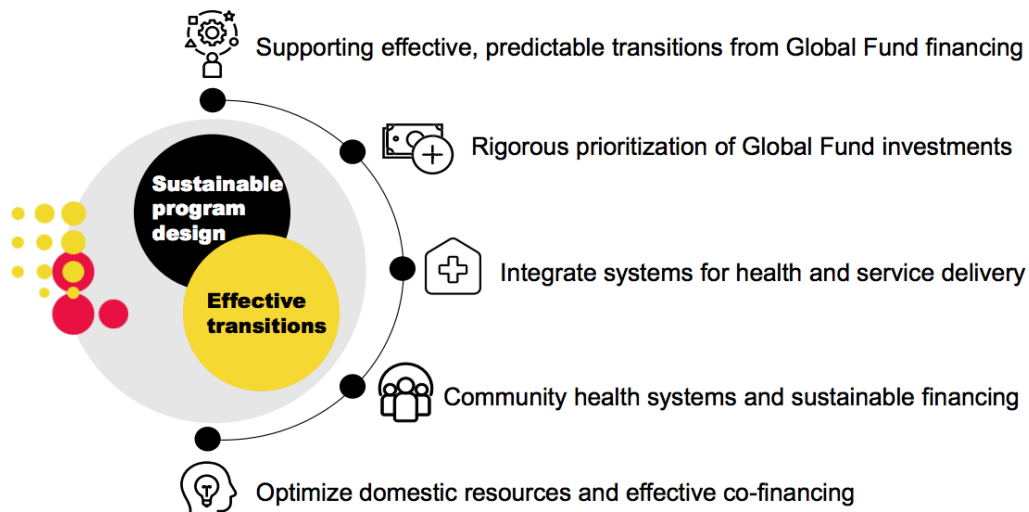 Supporting effective, predictable transitions from Global Fund financing
Rigorous prioritization of Global Fund investments
Sustainable
program
design
Integrate systems for health and service delivery
Effective
transitions
Community health systems and sustainable financing
Optimize domestic resources and effective co-financing